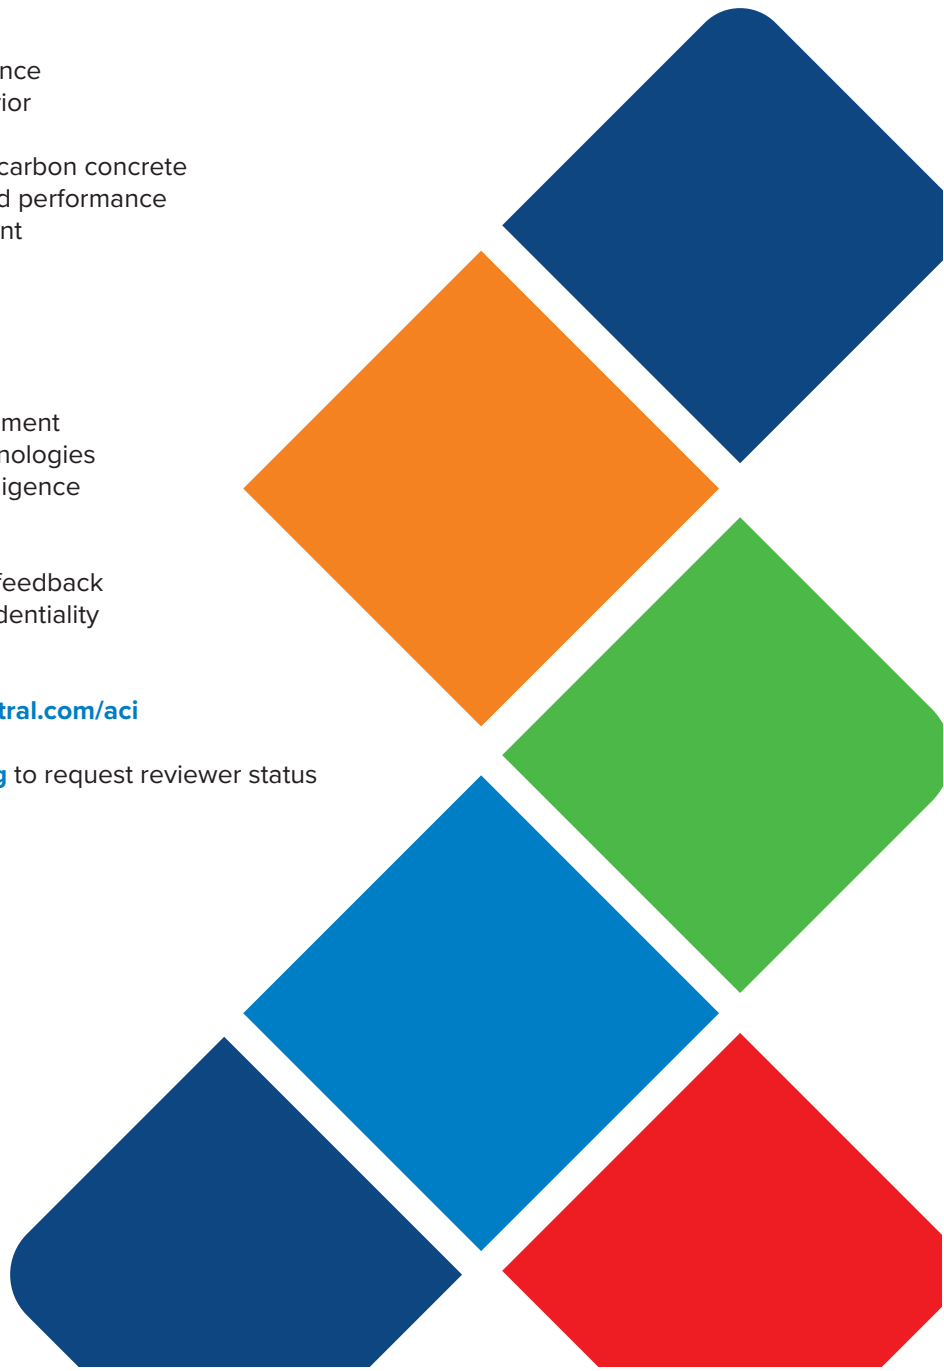 nce
ior
carbon concrete
d performance
nt
ment
nologies
igence
feedback
dentiality
tral.com/aci
g to request reviewer status